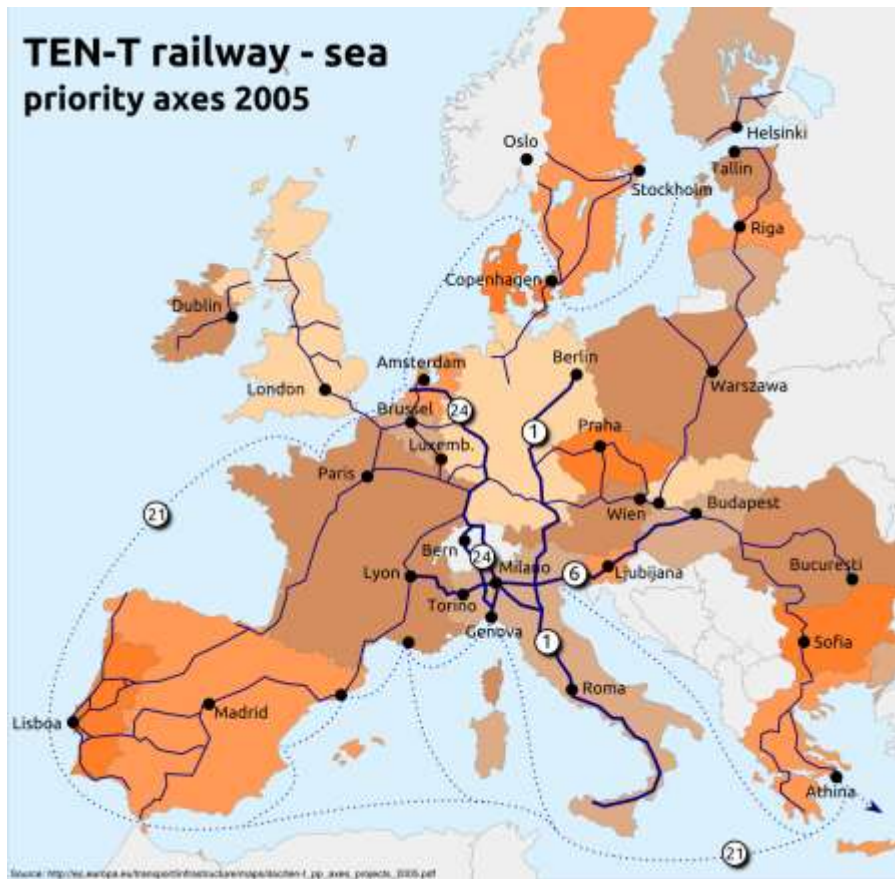 TEN-T railway - sea
priority axes 2005
Helsinki
Oslo
Tallin
Stockholm
Riga
Copenhagen
Dublin
Amsterdam
Berlin
Warszawa
London
Brussel
24
1
Praha
Luxemb.
Paris
21
Wien
Budapest
Bern
24
Milano
6
Ljubijana
Bucuresti
Lyon
Torino
Genova
1
Sofia
Roma
Lisboa
Madrid
Athina
21